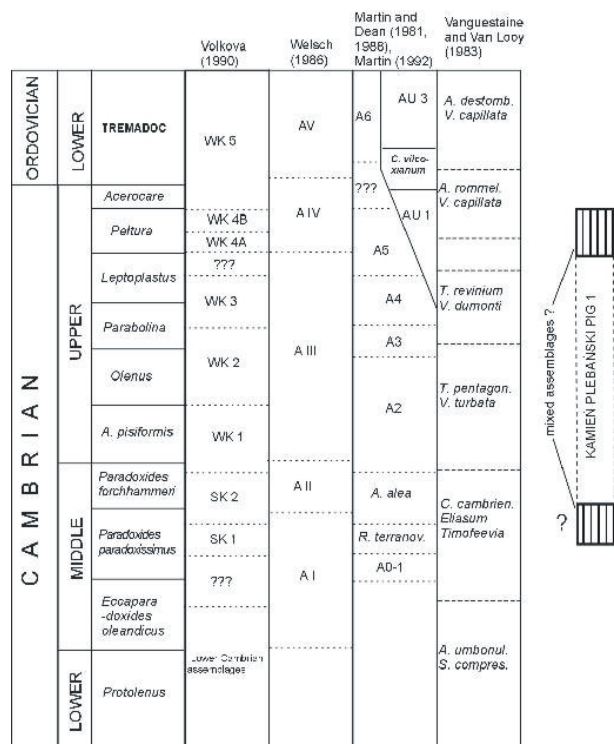 Volkova
(1990)
Welsch
(1986)
Martin and
Dean (1981,
1988),
Martin (1992)
Vanguestaine
and Van Looy
(1983)
ORDOVICIAN
LOWER
TREMADOC
WK 5
AV
A6
AU 3
C. vilco-
xianum
A. destomb.
V. capillata
CAMBRIAN
UPPER
Acerocare
Peltura
Leptoplastus
Parabolina
Olenus
A. pisiformis
WK 4B
WK 4A
???
WK 3
WK 2
WK 1
A IV
A III
???
AU 1
A5
A4
A3
A2
A. rommel.
V. capillata
T. revinium
V. dumonti
T. pentagon.
V. turbata
MIDDLE
Paradoxides
forchhammeri
Paradoxides
paradoxissimus
Eccapara
-doxides
oleandicus
SK 2
SK 1
???
A II
A I
A. alea
R. terranov.
A0-1
C. cambrien.
Eliasum
Timofeevia
LOWER
Protolenus
Lower Cambrian
assemblages
A. umbonul.
S. compres.
mixed assemblages ?
?
KAMIEŃ PLEBAŃSKI PIG 1